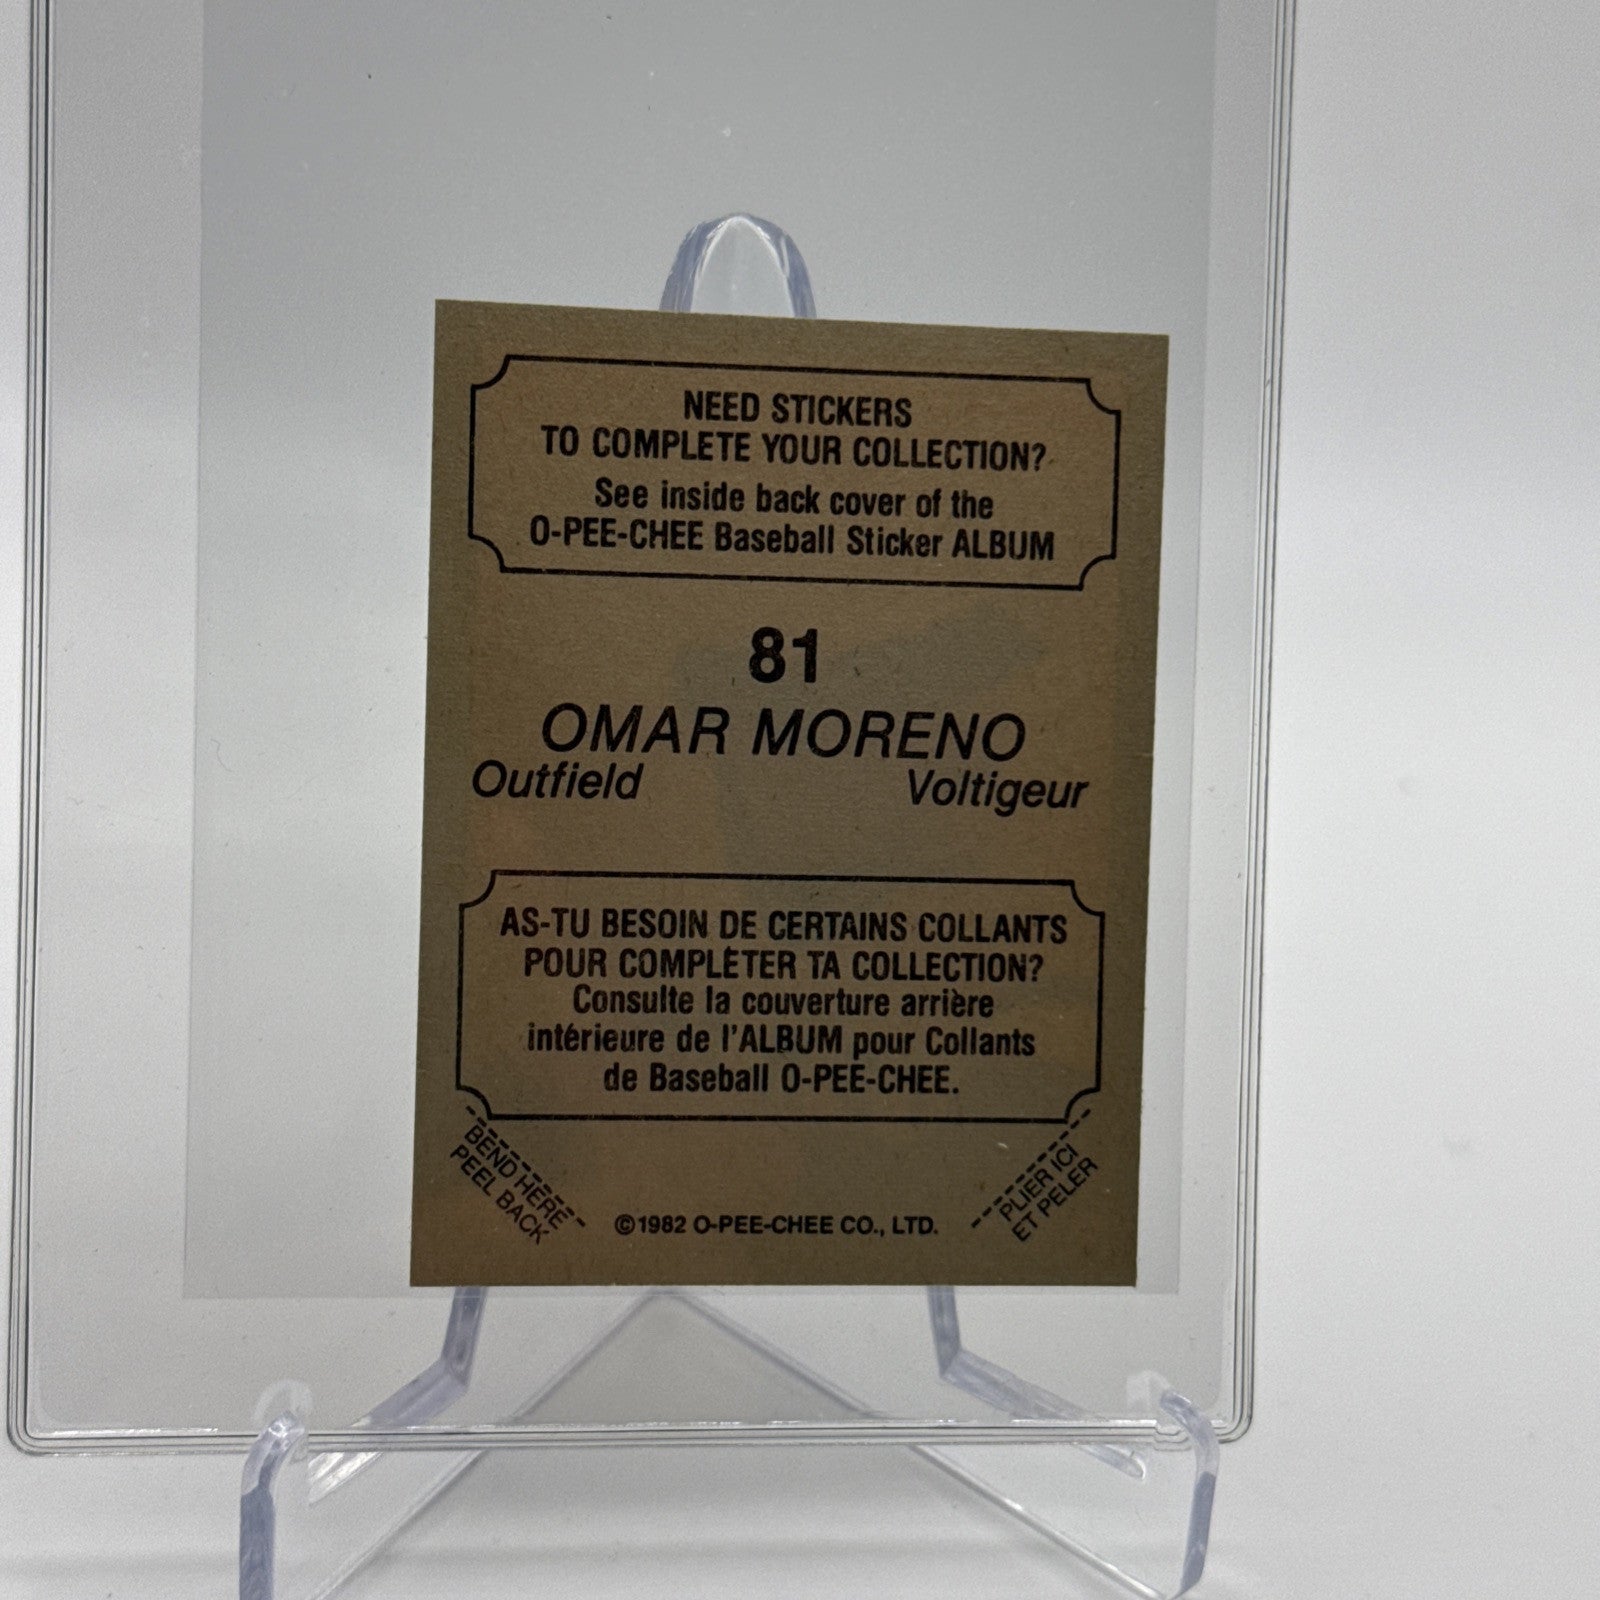 NEED STICKERS
TO COMPLETE YOUR COLLECTION?
See inside back cover of the
O-PEE-CHEE Baseball Sticker ALBUM
81
OMAR MORENO
Outfield Voltigeur
AS-TU BESOIN DE CERTAINS COLLANTS
POUR COMPLÈTER TA COLLECTION?
Consulte la couverture arrière
intérieure de l'ALBUM pour Collants
de Baseball O-PEE-CHEE.
BEND HERE
PEEL BACK
PLIER ICI
ET PELER
©1982 O-PEE-CHEE CO., LTD.